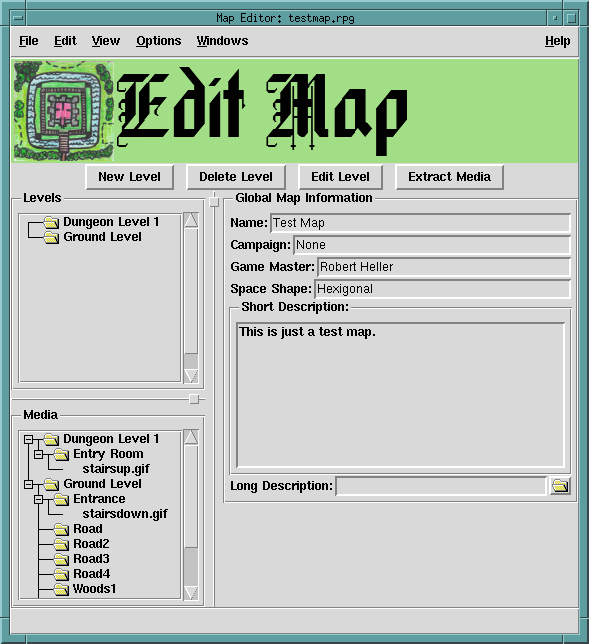 Map Editor: testmap.rpg
File Edit View Options Windows Help
Edit Map
New Level Delete Level Edit Level Extract Media
Levels
Dungeon Level 1
Ground Level
Global Map Information
Name: Test Map
Campaign: None
Game Master: Robert Heller
Space Shape: Hexigonal
Short Description:
This is just a test map.
Long Description:
Media
Dungeon Level 1
Entry Room
stairsup.gif
Ground Level
Entrance
stairsdown.gif
Road
Road2
Road3
Road4
Woods1